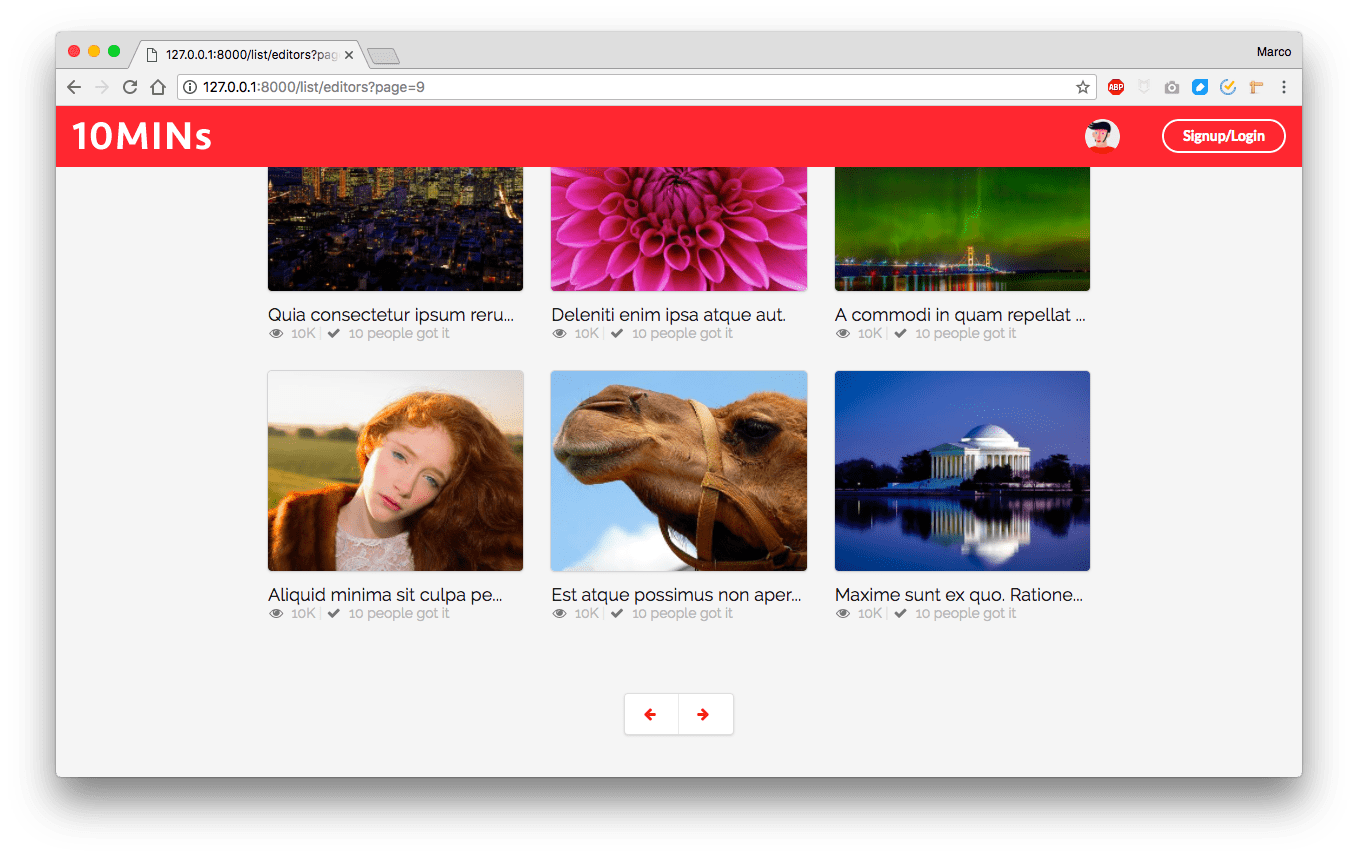 127.0.0.1:8000/list/editors?pag
Marco
127.0.0.1:8000/list/editors?page=9
ABP
10MINs
Signup/Login
Quia consectetur ipsum reru...
10K | 10 people got it
Deleniti enim ipsa atque aut.
10K | 10 people got it
A commodi in quam repellat ...
10K | 10 people got it
Aliquid minima sit culpa pe...
10K | 10 people got it
Est atque possimus non aper...
10K | 10 people got it
Maxime sunt ex quo. Ratione...
10K | 10 people got it